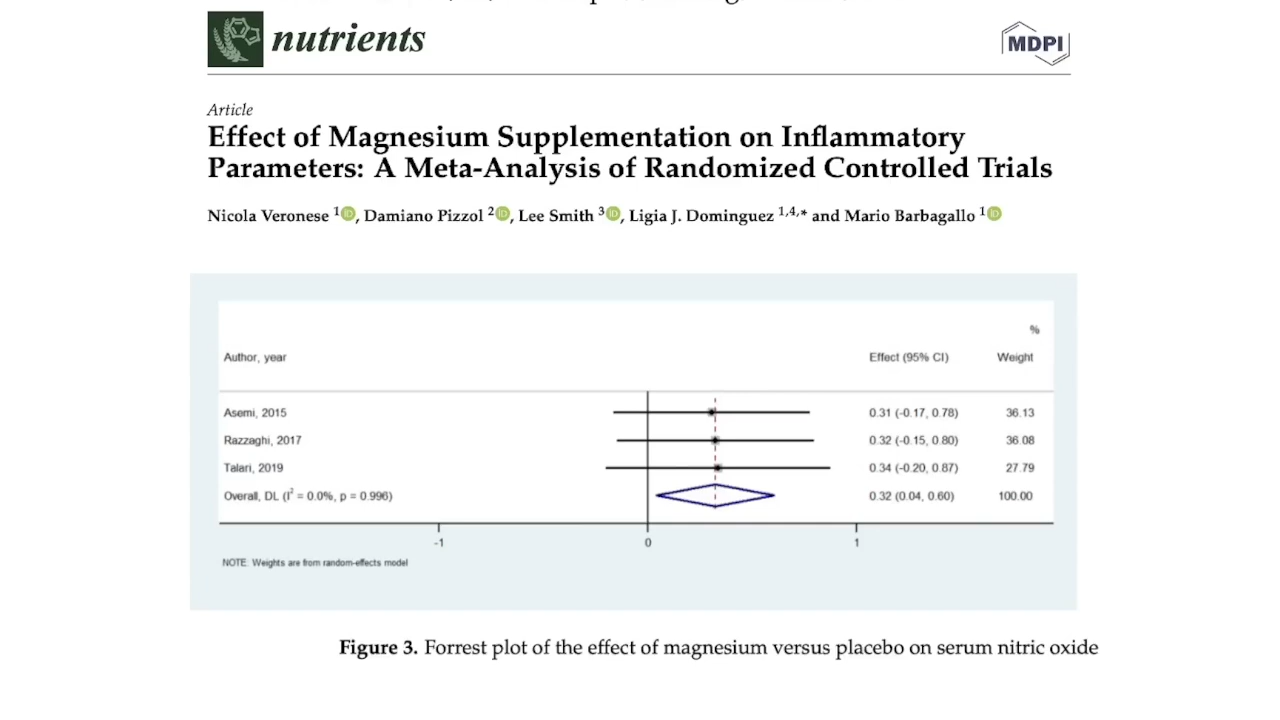 nutrients
MDPI
Article
Effect of Magnesium Supplementation on Inflammatory
Parameters: A Meta-Analysis of Randomized Controlled Trials
Nicola Veronese ¹ iD, Damiano Pizzol ² iD, Lee Smith ³ iD, Ligia J. Dominguez ¹,⁴,* and Mario Barbagallo ¹ iD
%
Author, year Effect (95% CI) Weight
Asemi, 2015 0.31 (-0.17, 0.78) 36.13
Razzaghi, 2017 0.32 (-0.15, 0.80) 36.08
Talari, 2019 0.34 (-0.20, 0.87) 27.79
Overall, DL (I² = 0.0%, p = 0.996) 0.32 (0.04, 0.60) 100.00
-1 0 1
NOTE: Weights are from random-effects model
Figure 3. Forrest plot of the effect of magnesium versus placebo on serum nitric oxide